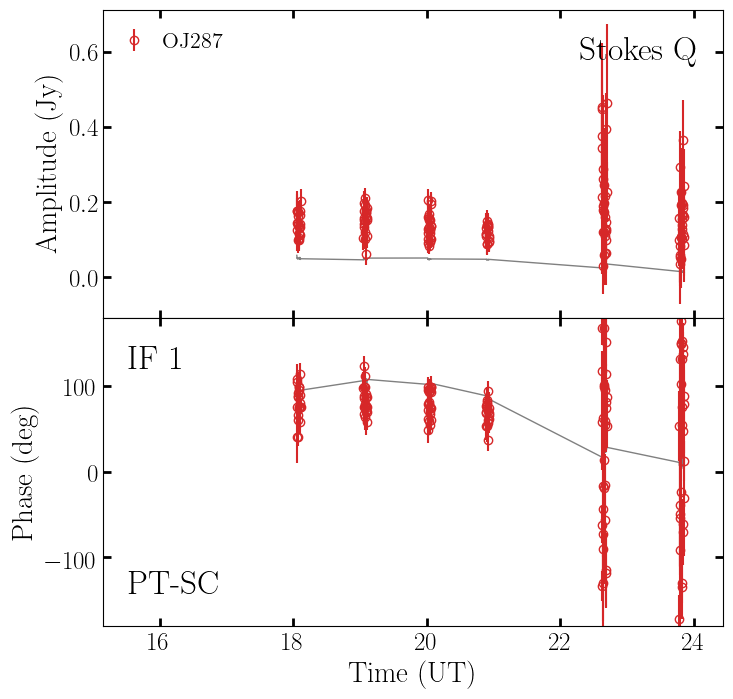 OJ287
Stokes Q
Amplitude (Jy)
0.6
0.4
0.2
0.0
IF 1
PT-SC
Phase (deg)
100
0
−100
16 18 20 22 24
Time (UT)